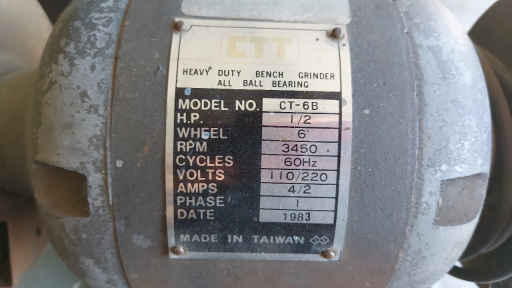 CTT
HEAVY DUTY BENCH GRINDER
ALL BALL BEARING
MODEL NO. CT-6B
H.P. 1/2
WHEEL 6"
RPM 3450
CYCLES 60Hz
VOLTS 110/220
AMPS 4/2
PHASE 1
DATE 1983
MADE IN TAIWAN